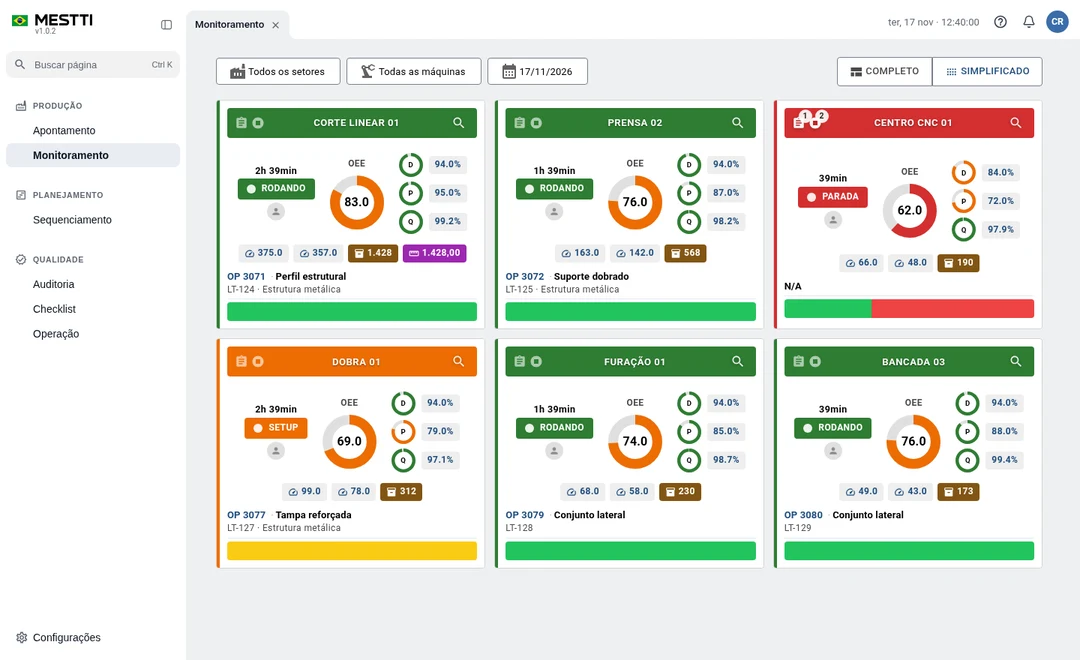 MESTTI
v1.0.2
Buscar página Ctrl K
PRODUÇÃO
Apontamento
Monitoramento
PLANEJAMENTO
Sequenciamento
QUALIDADE
Auditoria
Checklist
Operação
Configurações
Monitoramento
ter, 17 nov · 12:40:00
CR
Todos os setores
Todas as máquinas
17/11/2026
COMPLETO
SIMPLIFICADO
CORTE LINEAR 01
2h 39min
RODANDO
OEE
83.0
D 94.0%
P 95.0%
Q 99.2%
375.0 357.0 1.428 1.428,00
OP 3071 · Perfil estrutural
LT-124 · Estrutura metálica
PRENSA 02
1h 39min
RODANDO
OEE
76.0
D 94.0%
P 87.0%
Q 98.2%
163.0 142.0 568
OP 3072 · Suporte dobrado
LT-125 · Estrutura metálica
1 2
CENTRO CNC 01
39min
PARADA
OEE
62.0
D 84.0%
P 72.0%
Q 97.9%
66.0 48.0 190
N/A
DOBRA 01
2h 39min
SETUP
OEE
69.0
D 94.0%
P 79.0%
Q 97.1%
99.0 78.0 312
OP 3077 · Tampa reforçada
LT-127 · Estrutura metálica
FURAÇÃO 01
1h 39min
RODANDO
OEE
74.0
D 94.0%
P 85.0%
Q 98.7%
68.0 58.0 230
OP 3079 · Conjunto lateral
LT-128
BANCADA 03
39min
RODANDO
OEE
76.0
D 94.0%
P 88.0%
Q 99.4%
49.0 43.0 173
OP 3080 · Conjunto lateral
LT-129